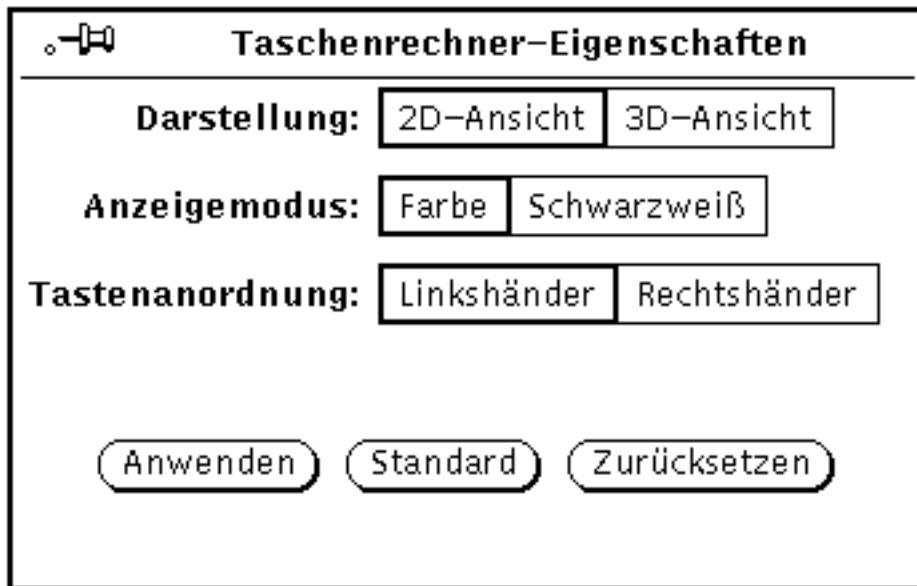 Taschenrechner-Eigenschaften
Darstellung: 2D-Ansicht 3D-Ansicht
Anzeigemodus: Farbe Schwarzweiß
Tastenanordnung: Linkshänder Rechtshänder
Anwenden Standard Zurücksetzen